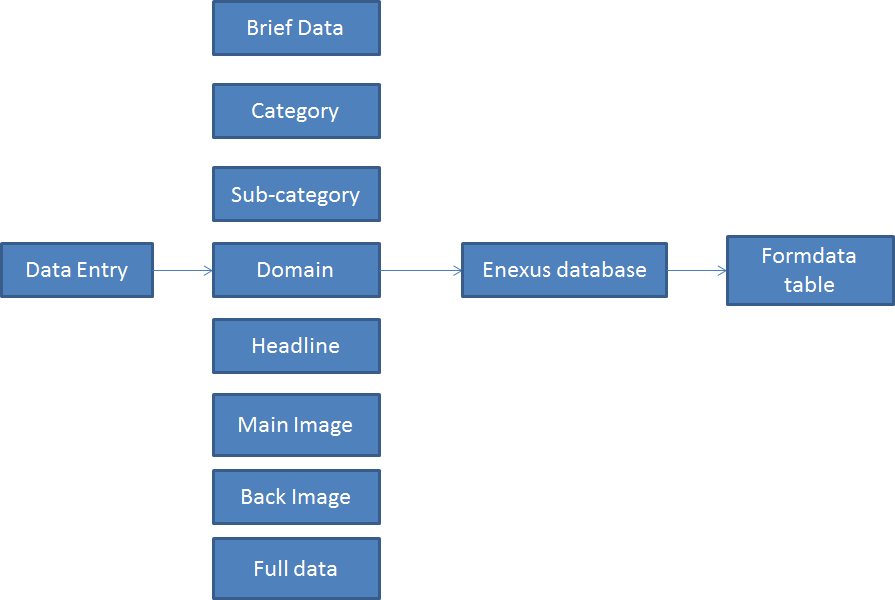 Brief Data
Category
Sub-category
Data Entry
Domain
Enexus database
Formdata
table
Headline
Main Image
Back Image
Full data